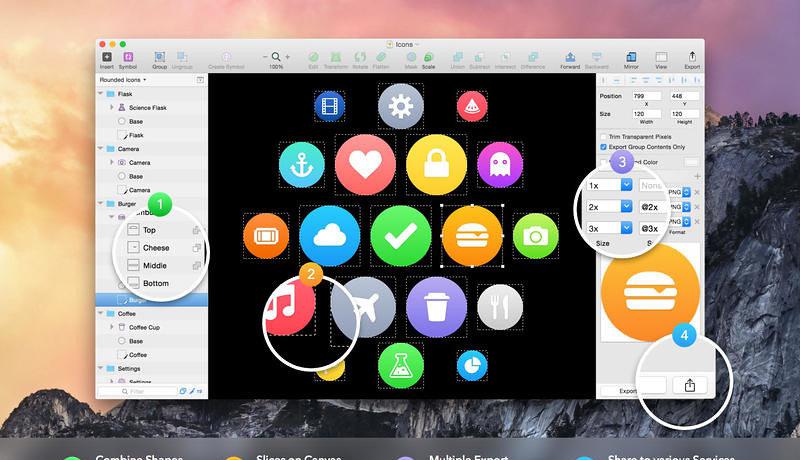 Icons
Insert
Symbol
Group
Ungroup
Create Symbol
100%
Edit
Transform
Rotate
Flatten
Mask
Scale
Union
Subtract
Intersect
Difference
Forward
Backward
Mirror
View
Export
Rounded Icons
Flask
Science Flask
Base
Flask
Camera
Camera
Base
Camera
Burger
Top
Cheese
Middle
Bottom
Coffee
Coffee Cup
Base
Coffee
Settings
Settings
Filter
1
2
3
4
Position
799
448
X
Y
Size
120
120
Width
Height
Trim Transparent Pixels
Export Group Contents Only
Color
1x
None
PNG
2x
@2x
PNG
3x
@3x
PNG
Size
Format
Export
Combine Shapes
Slices on Canvas
Multiple Export
Share to various Services